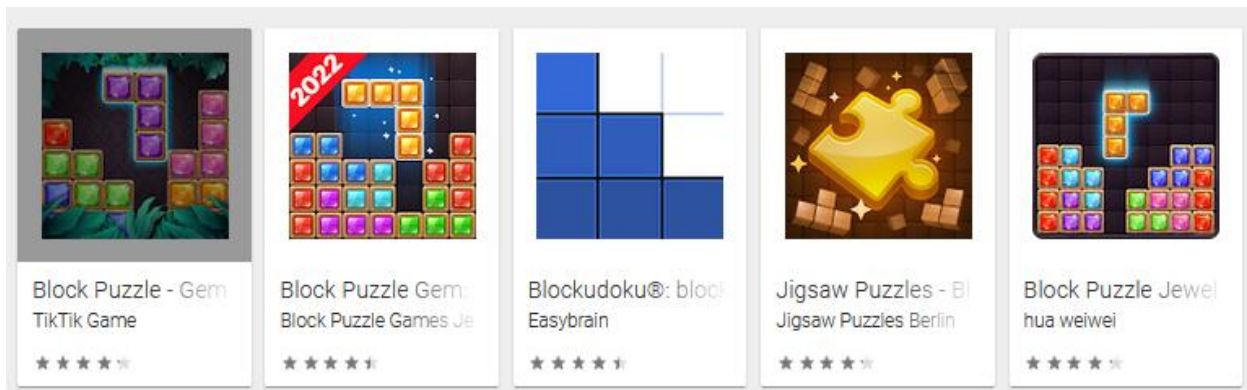 2022
Block Puzzle - Gem
TikTik Game
Block Puzzle Gem:
Block Puzzle Games Je
Blockudoku®: block
Easybrain
Jigsaw Puzzles - Bl
Jigsaw Puzzles Berlin
Block Puzzle Jewel
hua weiwei